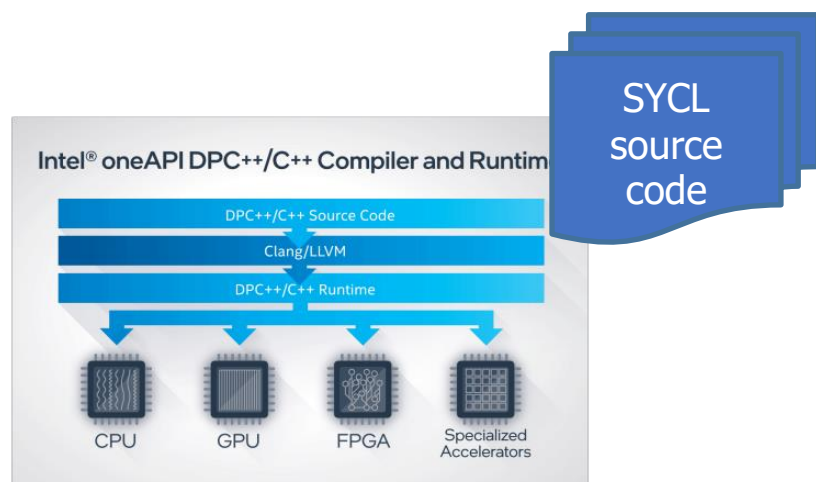 SYCL
source
code
Intel® oneAPI DPC++/C++ Compiler and Runtim
DPC++/C++ Source Code
Clang/LLVM
DPC++/C++ Runtime
CPU
GPU
FPGA
Specialized
Accelerators